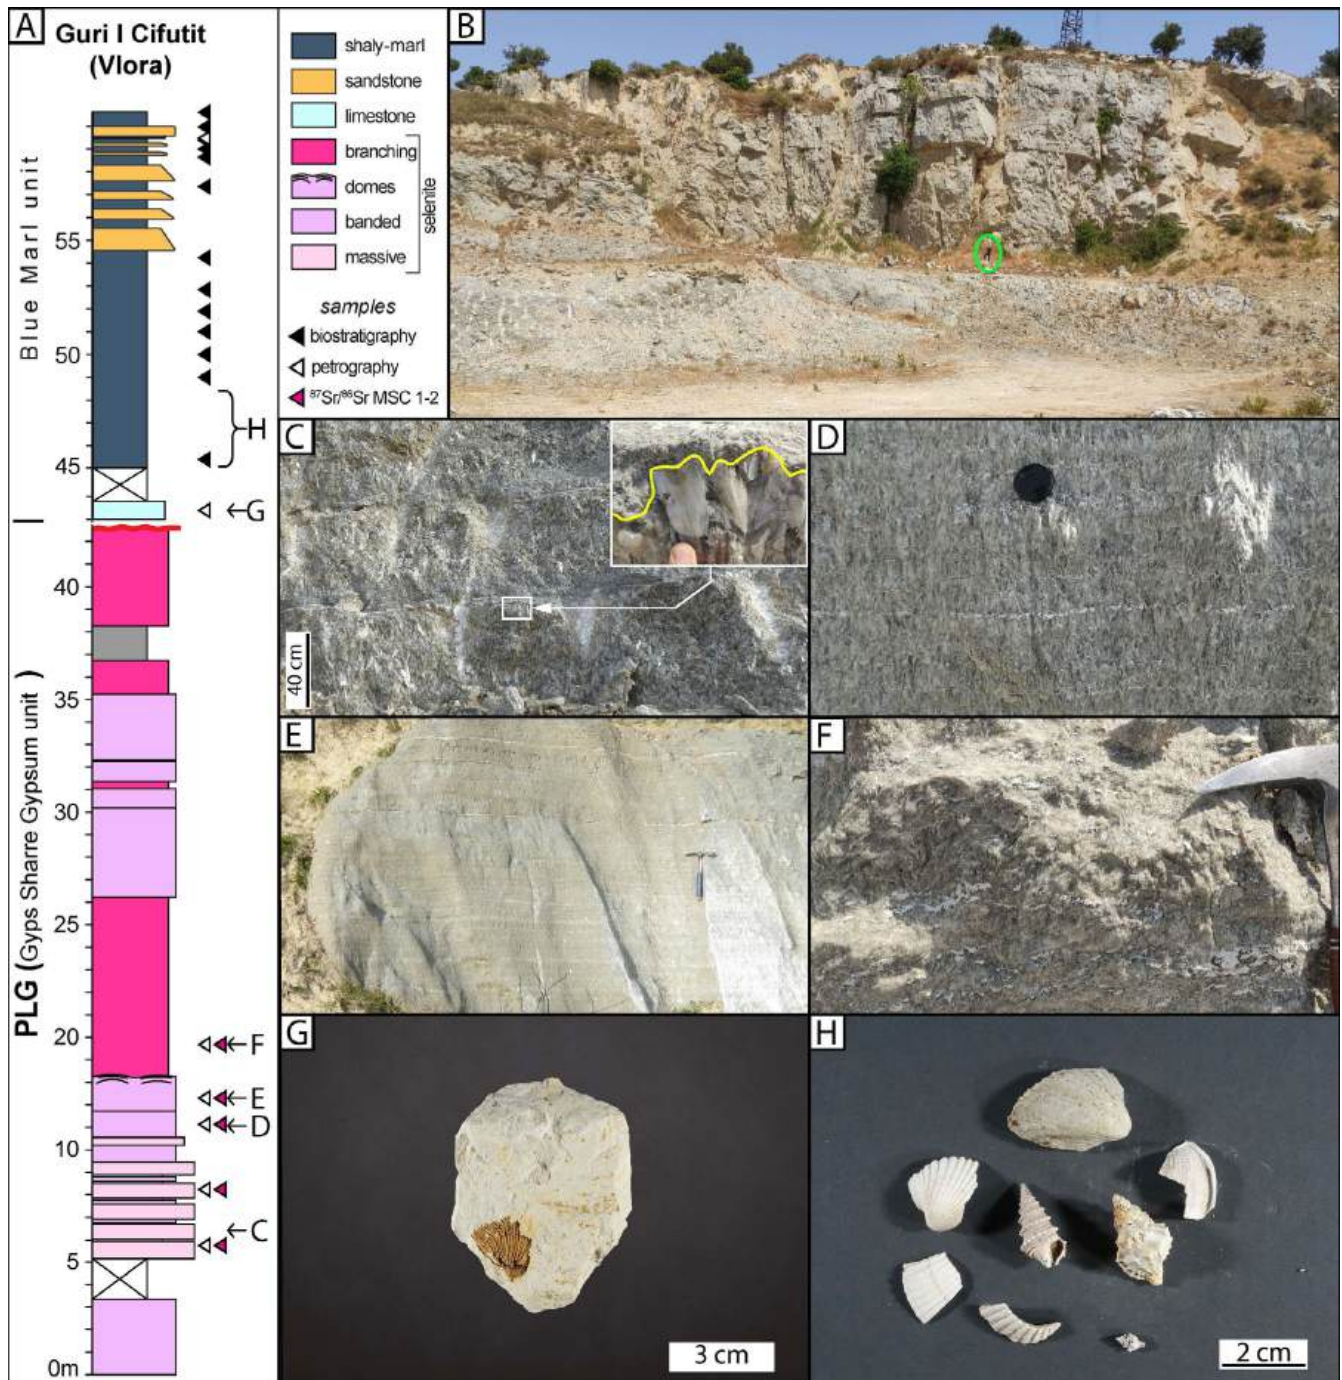 A
Guri I Cifutit
(Vlora)
Blue Marl unit
PLG (Gyps Sharre Gypsum unit )
55
50
45
40
35
30
25
20
15
10
5
0m
H
G
F
E
D
C
shaly-marl
sandstone
limestone
branching
domes
banded
massive
selenite
samples
biostratigraphy
petrography
⁸⁷Sr/⁸⁶Sr MSC 1-2
B
C
40 cm
D
E
F
G
3 cm
H
2 cm